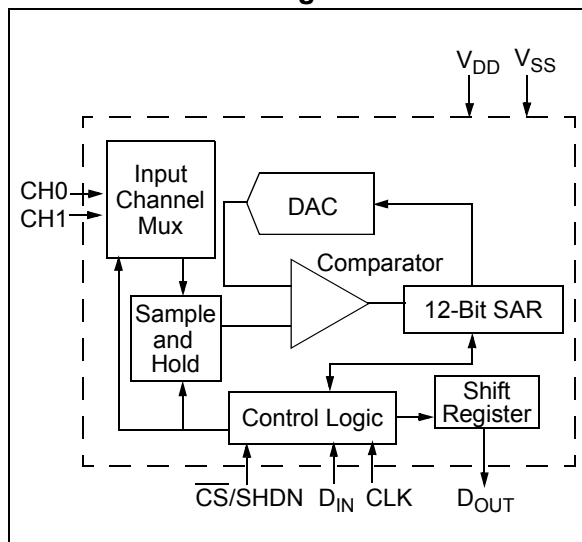 V_DD
V_SS
Input
Channel
Mux
CH0
CH1
DAC
Comparator
Sample
and
Hold
12-Bit SAR
Control Logic
Shift
Register
C̅S̅/SHDN
D_IN
CLK
D_OUT